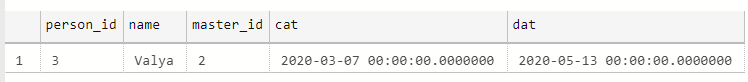 person_id name master_id cat dat
1 3 Valya 2 2020-03-07 00:00:00.0000000 2020-05-13 00:00:00.0000000